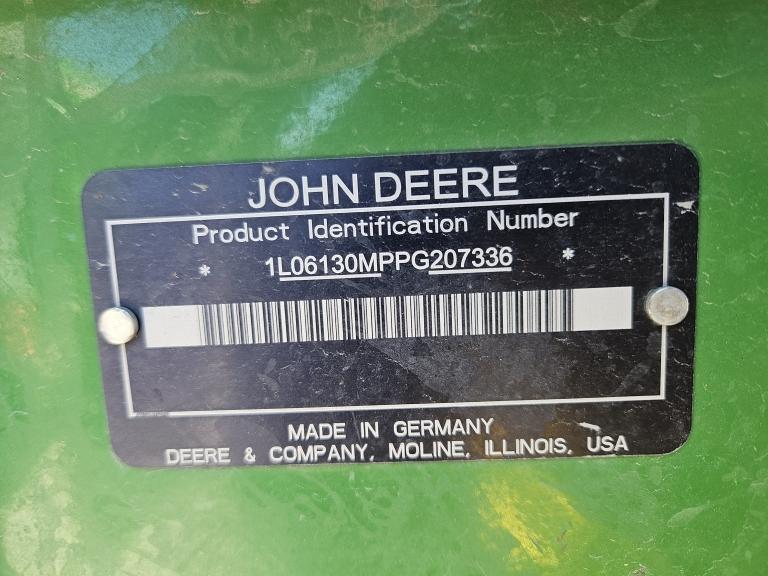 JOHN DEERE
Product Identification Number
* 1L06130MPPG207336 *
MADE IN GERMANY
DEERE & COMPANY, MOLINE, ILLINOIS, USA